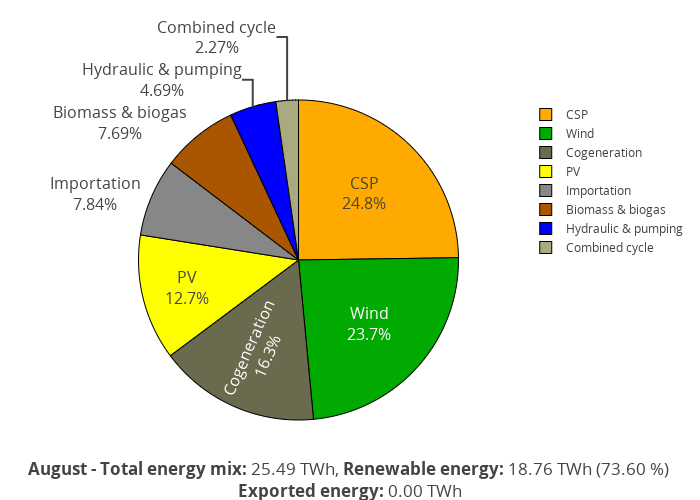 Combined cycle
2.27%
Hydraulic & pumping
4.69%
Biomass & biogas
7.69%
Importation
7.84%
CSP
24.8%
PV
12.7%
Wind
23.7%
Cogeneration
16.3%
CSP
Wind
Cogeneration
PV
Importation
Biomass & biogas
Hydraulic & pumping
Combined cycle
August - Total energy mix: 25.49 TWh, Renewable energy: 18.76 TWh (73.60 %)
Exported energy: 0.00 TWh